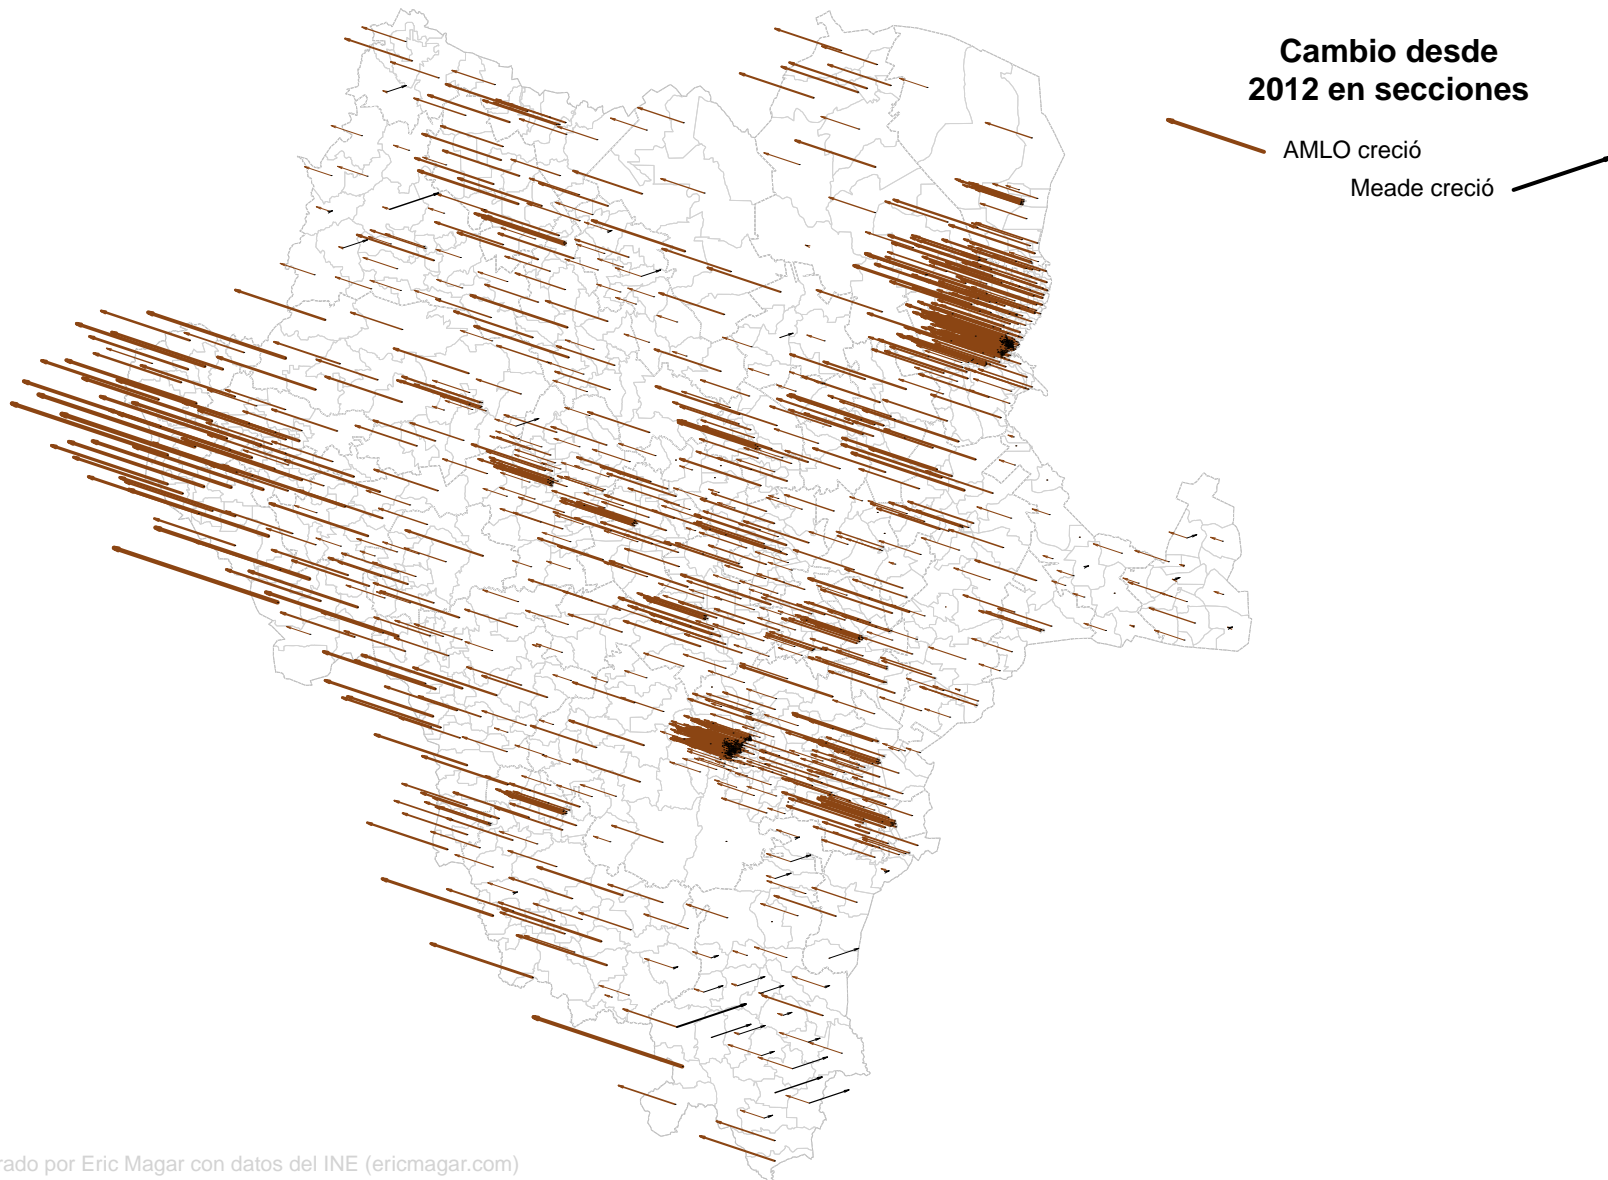 Cambio desde
2012 en secciones
AMLO creció
Meade creció
rado por Eric Magar con datos del INE (ericmagar.com)